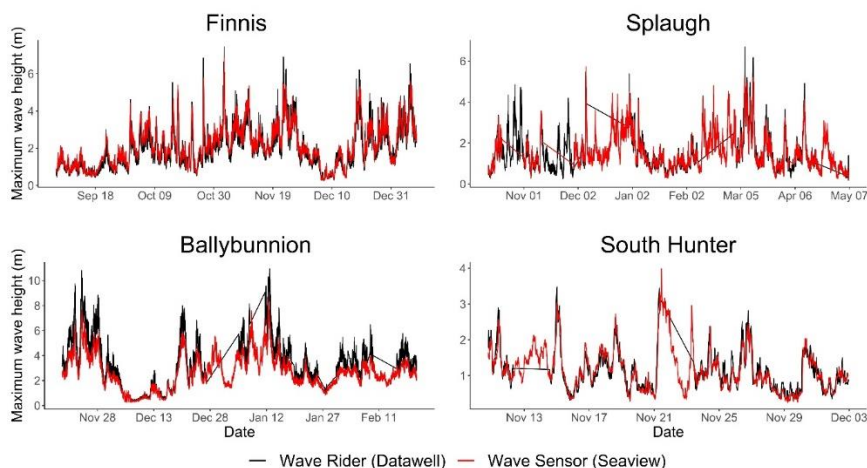 Finnis
Splaugh
Maximum wave height (m)
6
4
2
0
Sep 18 Oct 09 Oct 30 Nov 19 Dec 10 Dec 31
6
4
2
0
Nov 01 Dec 02 Jan 02 Feb 02 Mar 05 Apr 06 May 07
Ballybunnion
South Hunter
Maximum wave height (m)
10
8
6
4
2
0
Nov 28 Dec 13 Dec 28 Jan 12 Jan 27 Feb 11
Date
4
3
2
1
Nov 13 Nov 17 Nov 21 Nov 25 Nov 29 Dec 03
Date
Wave Rider (Datawell) Wave Sensor (Seaview)